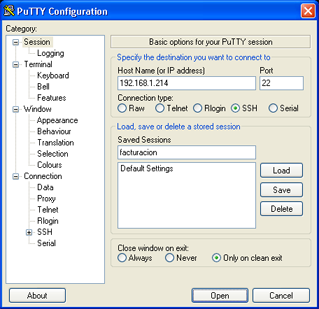 PuTTY Configuration
Category:
Session
Logging
Terminal
Keyboard
Bell
Features
Window
Appearance
Behaviour
Translation
Selection
Colours
Connection
Data
Proxy
Telnet
Rlogin
SSH
Serial
Basic options for your PuTTY session
Specify the destination you want to connect to
Host Name (or IP address) Port
192.168.1.214 22
Connection type:
Raw Telnet Rlogin SSH Serial
Load, save or delete a stored session
Saved Sessions
facturacion
Default Settings
Load
Save
Delete
Close window on exit:
Always Never Only on clean exit
About Open Cancel